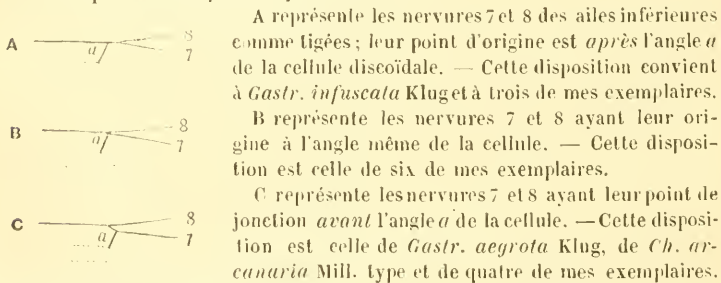 A représente les nervures 7 et 8 des ailes inférieures
comme tigées ; leur point d'origine est après l'angle a
de la cellule discoïdale. — Cette disposition convient
à Gastr. infuscata Klug et à trois de mes exemplaires.
B représente les nervures 7 et 8 ayant leur ori-
gine à l'angle même de la cellule. — Cette disposi-
tion est celle de six de mes exemplaires.
C représente les nervures 7 et 8 ayant leur point de
jonction avant l'angle a de la cellule. — Cette disposi-
tion est celle de Gastr. aegrota Klug, de Ch. ar-
canaria Mill. type et de quatre de mes exemplaires.
A a 8 7
B a 8 7
C a 8 7